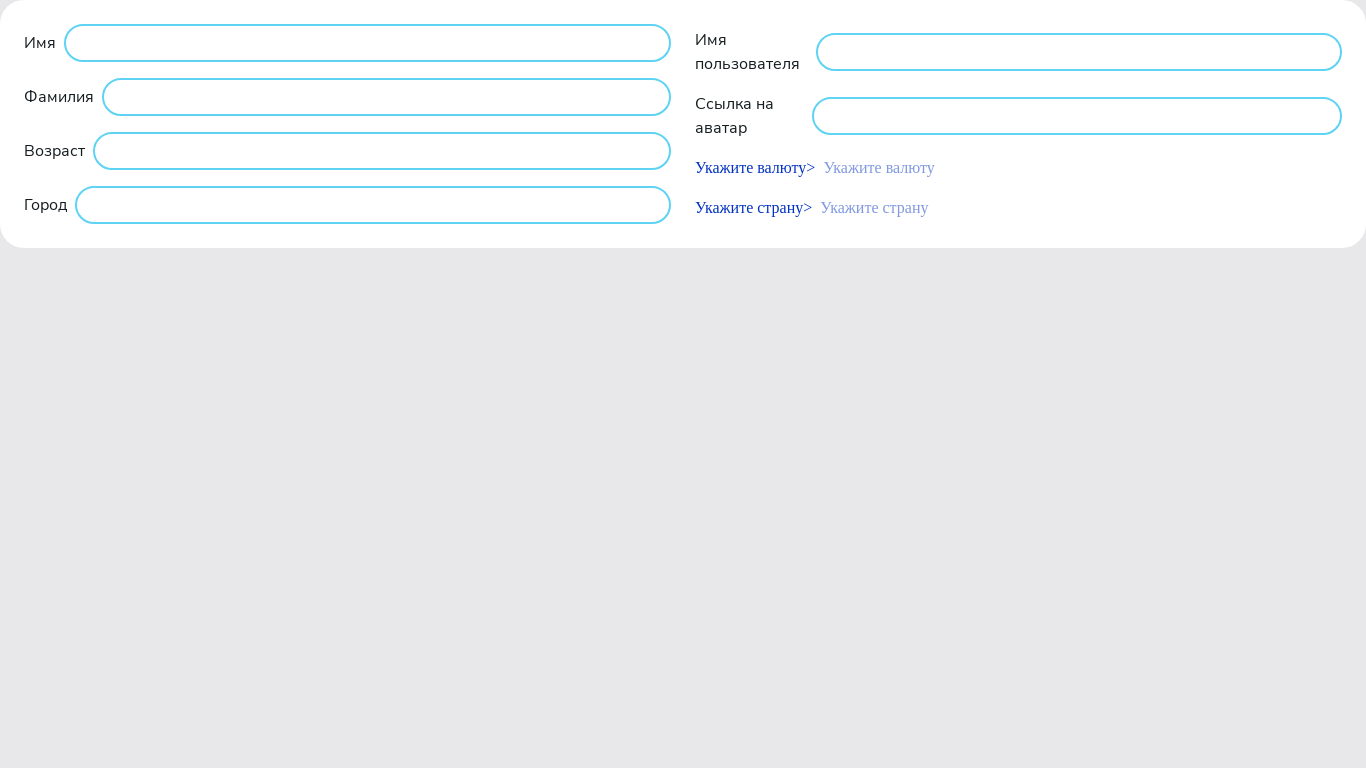 Имя
Фамилия
Возраст
Город
Имя
пользователя
Ссылка на
аватар
Укажите валюту> Укажите валюту
Укажите страну> Укажите страну